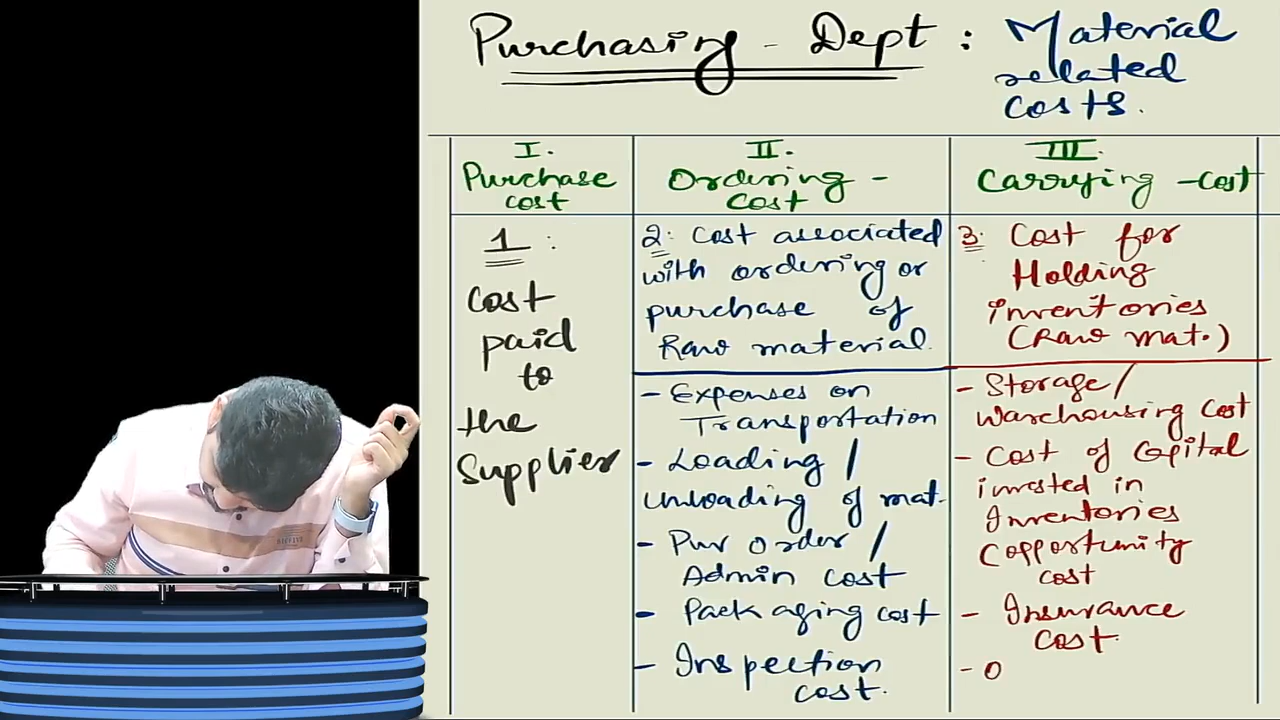 Purchasing - Dept : Material
related
costs.
I.
Purchase
cost
1 :
Cost
paid
to
the
Supplier
II.
Ordering -
Cost
2: Cost associated
with ordering or
purchase of
Raw material.
- Expenses on
Transportation
- Loading /
unloading of mat.
- Pur order /
Admin cost
- Packaging cost
- Inspection
cost.
III.
Carrying - Cost
3: Cost for
Holding
inventories
(Raw mat.)
- Storage/
Warehousing Cost
- Cost of Capital
invested in
Inventories
Copportunity
cost
- Insurance
cost.
- O